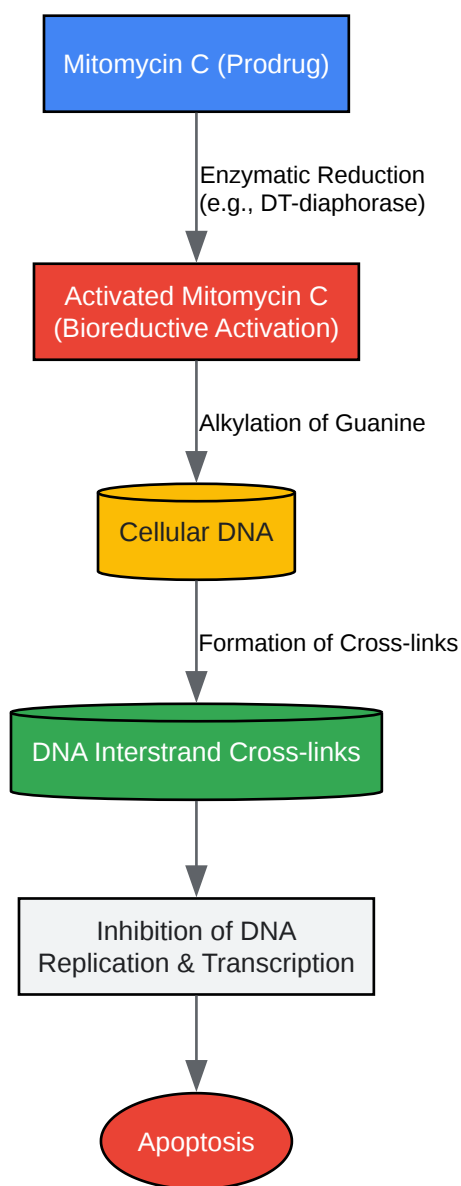 Mitomycin C (Prodrug)
Enzymatic Reduction
(e.g., DT-diaphorase)
Activated Mitomycin C
(Bioreductive Activation)
Alkylation of Guanine
Cellular DNA
Formation of Cross-links
DNA Interstrand Cross-links
Inhibition of DNA
Replication & Transcription
Apoptosis